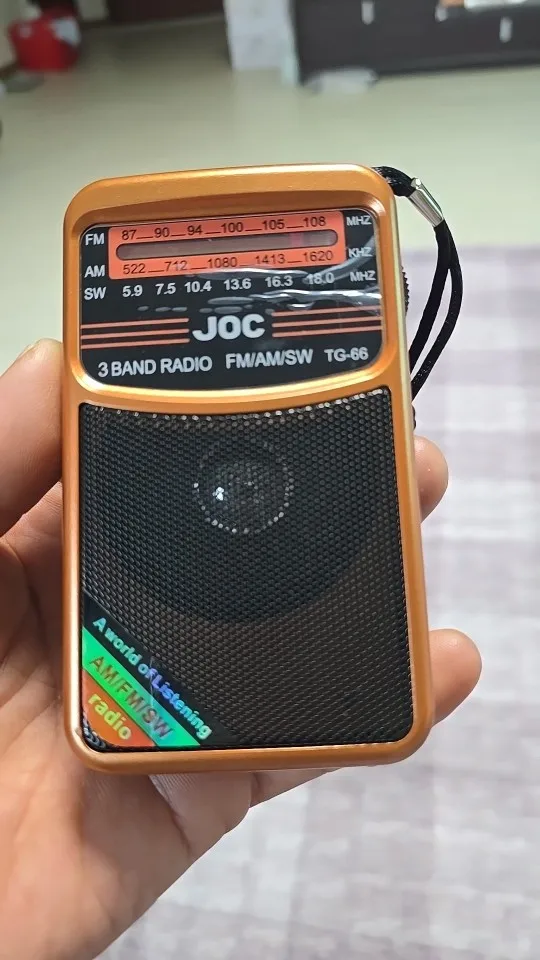 FM 87 90 94 100 105 108 MHZ
AM 522 712 1080 1413 1620 KHZ
SW 5.9 7.5 10.4 13.6 16.3 18.0 MHZ
JOC
3 BAND RADIO FM/AM/SW TG-66
A world of Listening
AM/FM/SW
radio